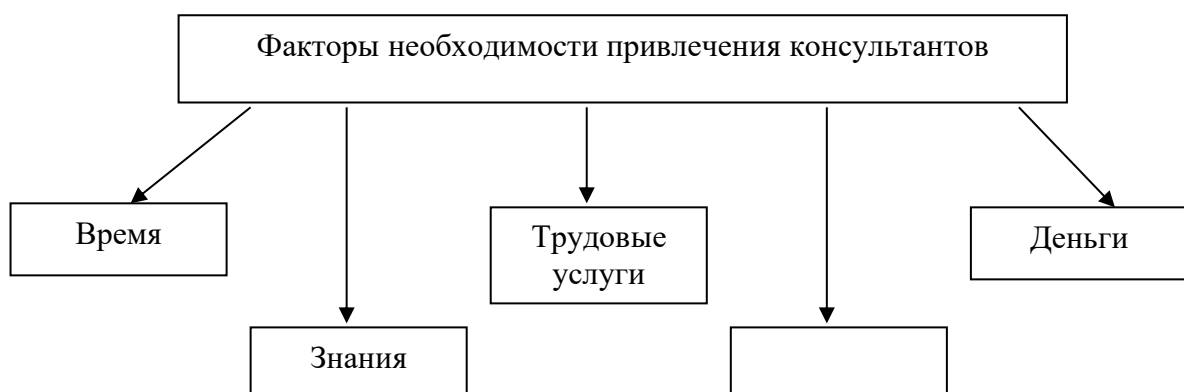 Факторы необходимости привлечения консультантов
Время
Трудовые
услуги
Деньги
Знания